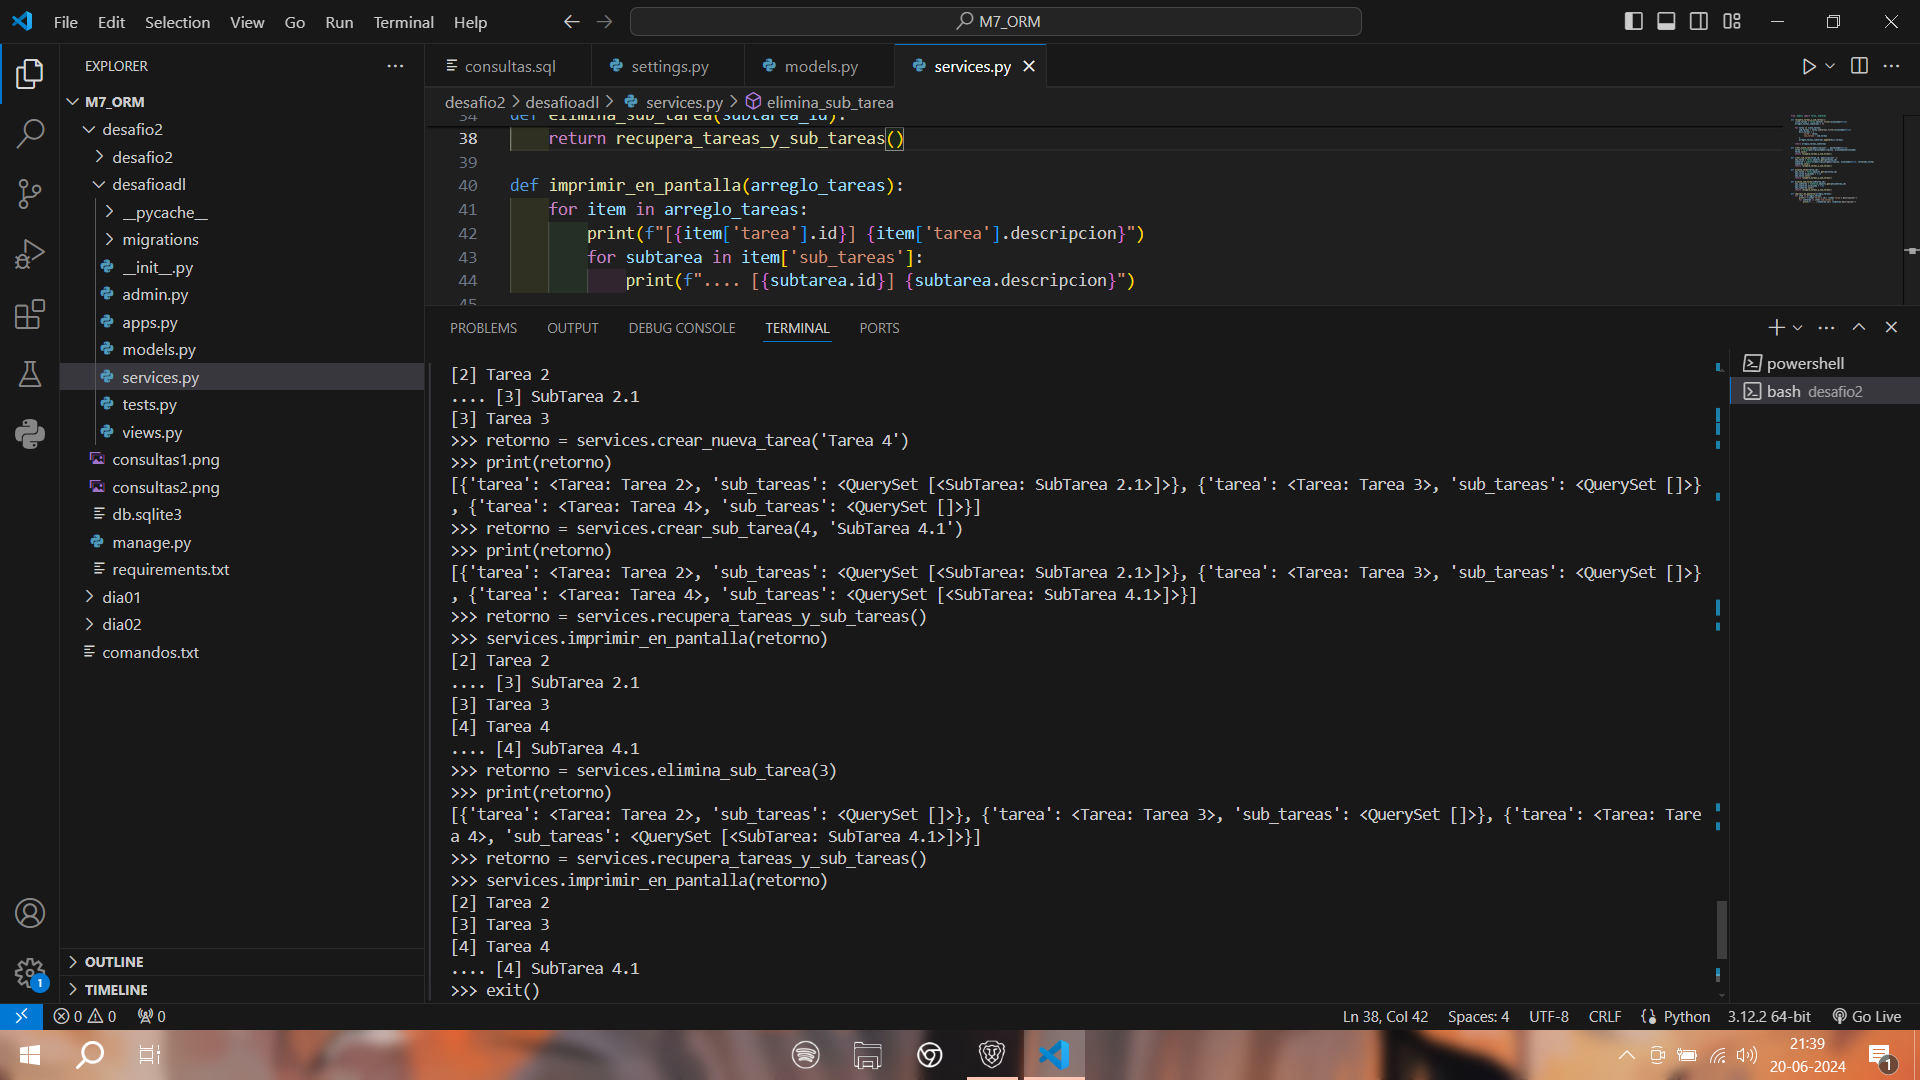 File Edit Selection View Go Run Terminal Help
M7_ORM
EXPLORER
M7_ORM
desafio2
desafio2
desafioadl
__pycache__
migrations
__init__.py
admin.py
apps.py
models.py
services.py
tests.py
views.py
consultas1.png
consultas2.png
db.sqlite3
manage.py
requirements.txt
dia01
dia02
comandos.txt
OUTLINE
TIMELINE
consultas.sql settings.py models.py services.py
desafio2 > desafioadl > services.py > elimina_sub_tarea
34 def elimina_sub_tarea(subtarea_id):
38 return recupera_tareas_y_sub_tareas()
39
40 def imprimir_en_pantalla(arreglo_tareas):
41 for item in arreglo_tareas:
42 print(f"[{item['tarea'].id}] {item['tarea'].descripcion}")
43 for subtarea in item['sub_tareas']:
44 print(f".... [{subtarea.id}] {subtarea.descripcion}")
45
PROBLEMS OUTPUT DEBUG CONSOLE TERMINAL PORTS
powershell
bash desafio2
[2] Tarea 2
.... [3] SubTarea 2.1
[3] Tarea 3
>>> retorno = services.crear_nueva_tarea('Tarea 4')
>>> print(retorno)
[{'tarea': <Tarea: Tarea 2>, 'sub_tareas': <QuerySet [<SubTarea: SubTarea 2.1>]>}, {'tarea': <Tarea: Tarea 3>, 'sub_tareas': <QuerySet []>}
, {'tarea': <Tarea: Tarea 4>, 'sub_tareas': <QuerySet []>}]
>>> retorno = services.crear_sub_tarea(4, 'SubTarea 4.1')
>>> print(retorno)
[{'tarea': <Tarea: Tarea 2>, 'sub_tareas': <QuerySet [<SubTarea: SubTarea 2.1>]>}, {'tarea': <Tarea: Tarea 3>, 'sub_tareas': <QuerySet []>}
, {'tarea': <Tarea: Tarea 4>, 'sub_tareas': <QuerySet [<SubTarea: SubTarea 4.1>]>}]
>>> retorno = services.recupera_tareas_y_sub_tareas()
>>> services.imprimir_en_pantalla(retorno)
[2] Tarea 2
.... [3] SubTarea 2.1
[3] Tarea 3
[4] Tarea 4
.... [4] SubTarea 4.1
>>> retorno = services.elimina_sub_tarea(3)
>>> print(retorno)
[{'tarea': <Tarea: Tarea 2>, 'sub_tareas': <QuerySet []>}, {'tarea': <Tarea: Tarea 3>, 'sub_tareas': <QuerySet []>}, {'tarea': <Tarea: Tare
a 4>, 'sub_tareas': <QuerySet [<SubTarea: SubTarea 4.1>]>}]
>>> retorno = services.recupera_tareas_y_sub_tareas()
>>> services.imprimir_en_pantalla(retorno)
[2] Tarea 2
[3] Tarea 3
[4] Tarea 4
.... [4] SubTarea 4.1
>>> exit()
1
0 0 0
Ln 38, Col 42 Spaces: 4 UTF-8 CRLF Python 3.12.2 64-bit Go Live
21:39
20-06-2024
1